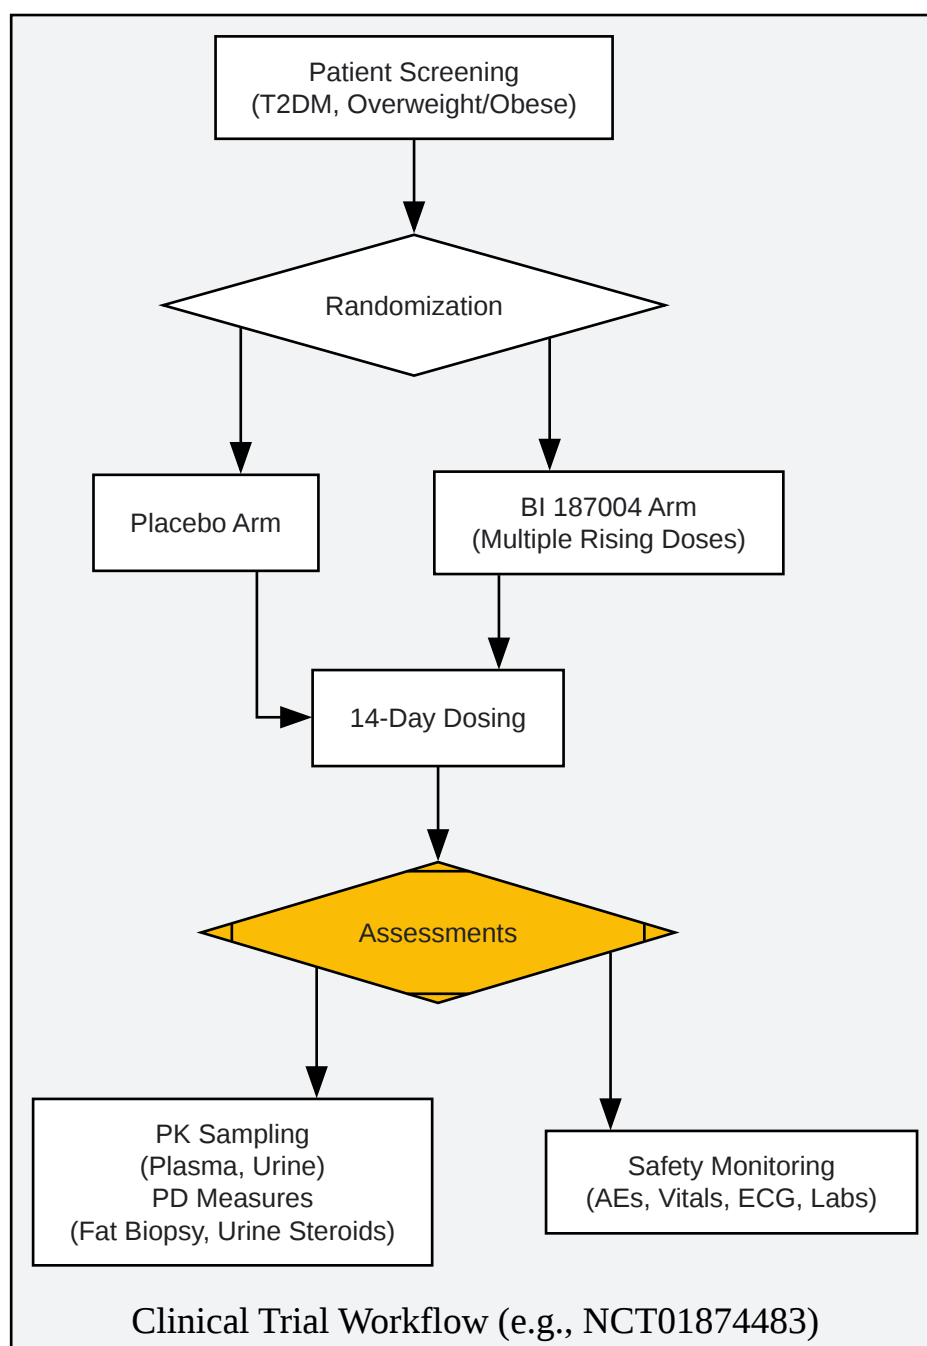 Patient Screening
(T2DM, Overweight/Obese)
Randomization
Placebo Arm
BI 187004 Arm
(Multiple Rising Doses)
14-Day Dosing
Assessments
PK Sampling
(Plasma, Urine)
PD Measures
(Fat Biopsy, Urine Steroids)
Safety Monitoring
(AEs, Vitals, ECG, Labs)
Clinical Trial Workflow (e.g., NCT01874483)